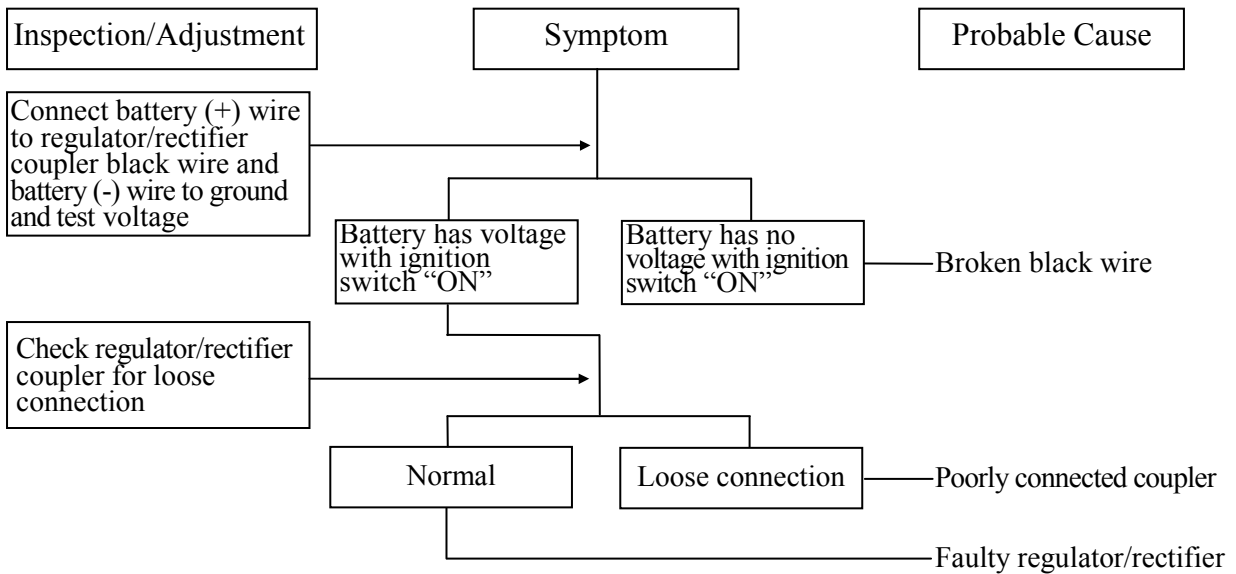 Inspection/Adjustment
Symptom
Probable Cause
Connect battery (+) wire
to regulator/rectifier
coupler black wire and
battery (-) wire to ground
and test voltage
Battery has voltage
with ignition
switch “ON”
Battery has no
voltage with ignition
switch “ON”
Broken black wire
Check regulator/rectifier
coupler for loose
connection
Normal
Loose connection
Poorly connected coupler
Faulty regulator/rectifier